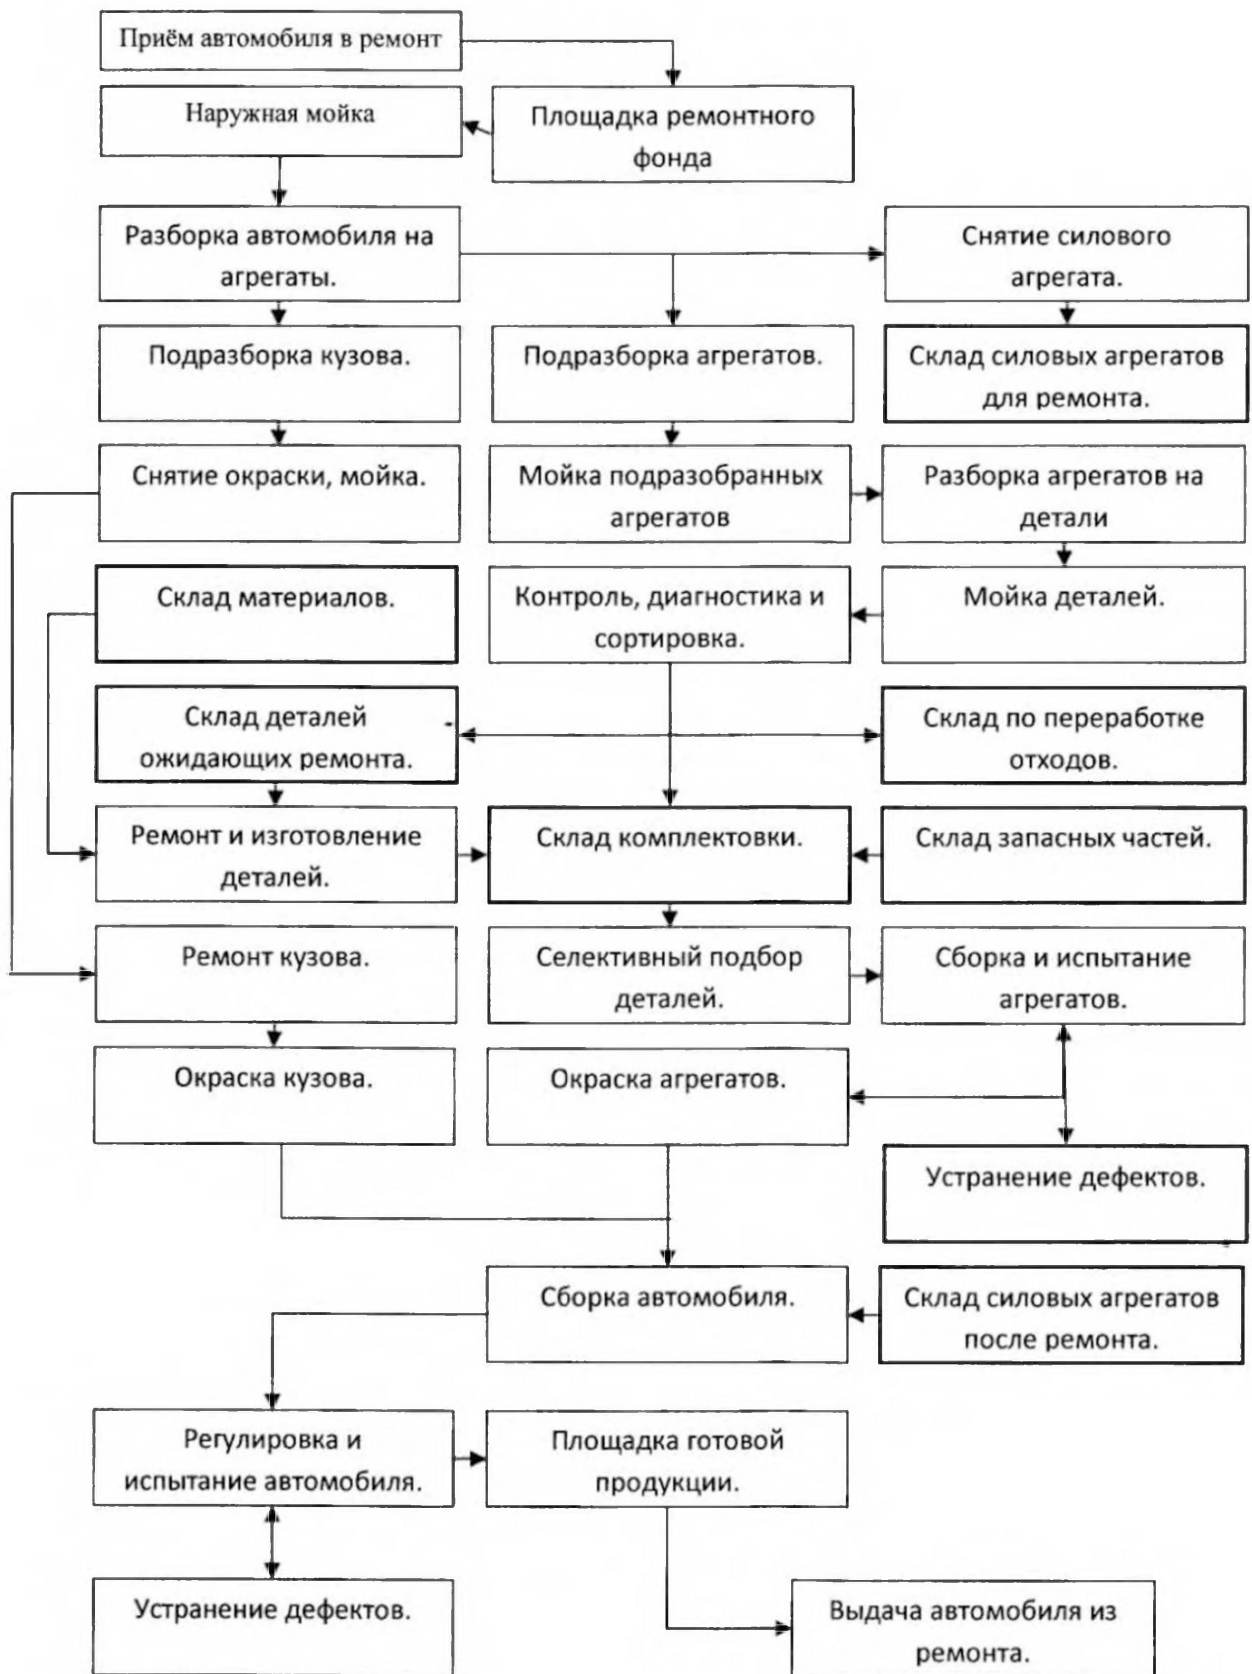 Приём автомобиля в ремонт
Наружная мойка
Площадка ремонтного
фонда
Разборка автомобиля на
агрегаты.
Снятие силового
агрегата.
Подразборка кузова.
Подразборка агрегатов.
Склад силовых агрегатов
для ремонта.
Снятие окраски, мойка.
Мойка подразобранных
агрегатов
Разборка агрегатов на
детали
Склад материалов.
Контроль, диагностика и
сортировка.
Мойка деталей.
Склад деталей
ожидающих ремонта.
Склад по переработке
отходов.
Ремонт и изготовление
деталей.
Склад комплектовки.
Склад запасных частей.
Ремонт кузова.
Селективный подбор
деталей.
Сборка и испытание
агрегатов.
Окраска кузова.
Окраска агрегатов.
Устранение дефектов.
Сборка автомобиля.
Склад силовых агрегатов
после ремонта.
Регулировка и
испытание автомобиля.
Площадка готовой
продукции.
Устранение дефектов.
Выдача автомобиля из
ремонта.